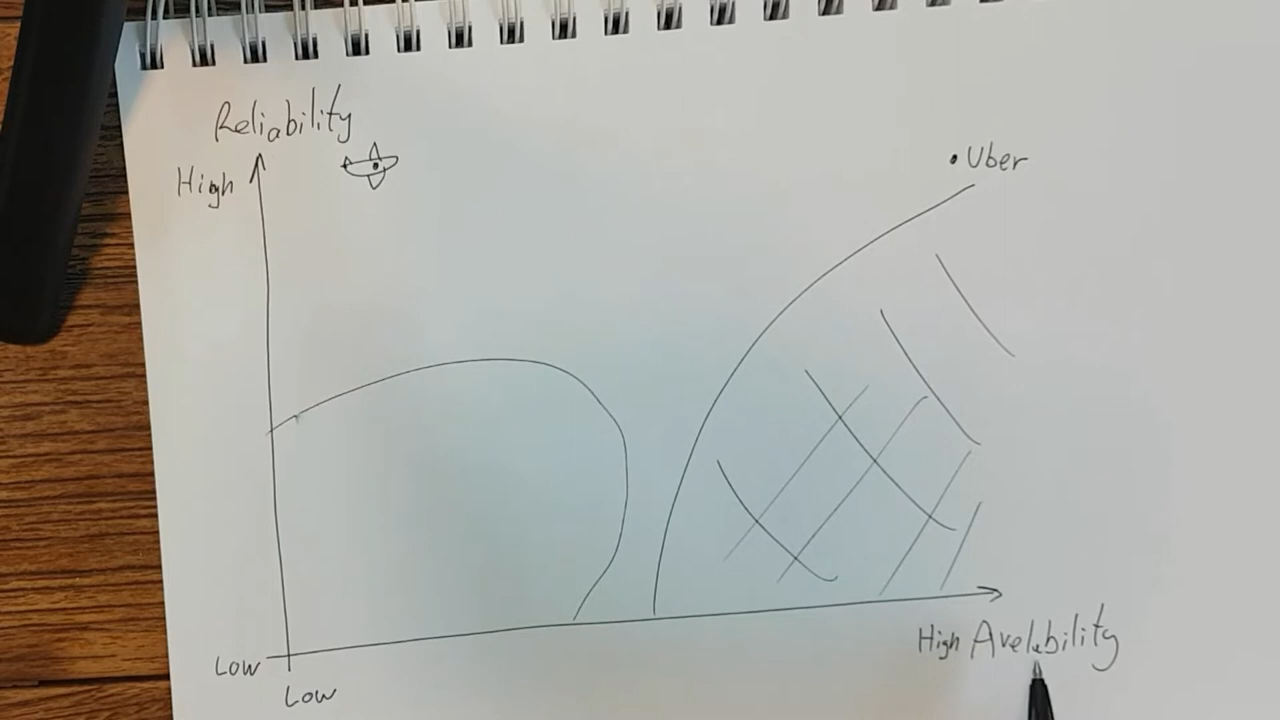 Reliability
High
• Uber
High Avelability
Low
Low